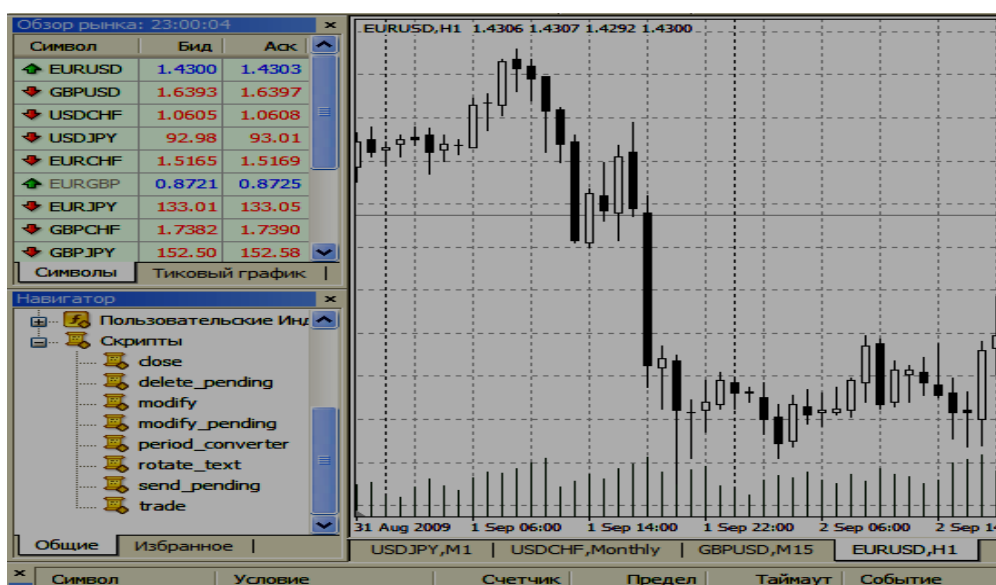 Обзор рынка: 23:00:04
Символ Бид Аск
EURUSD 1.4300 1.4303
GBPUSD 1.6393 1.6397
USDCHF 1.0605 1.0608
USDJPY 92.98 93.01
EURCHF 1.5165 1.5169
EURGBP 0.8721 0.8725
EURJPY 133.01 133.05
GBPCHF 1.7382 1.7390
GBPJPY 152.50 152.58
Символы Тиковый график
Навигатор
Пользовательские Инд
Скрипты
close
delete_pending
modify
modify_pending
period_converter
rotate_text
send_pending
trade
Общие Избранное
EURUSD,H1 1.4306 1.4307 1.4292 1.4300
31 Aug 2009 1 Sep 06:00 1 Sep 14:00 1 Sep 22:00 2 Sep 06:00 2 Sep 1
USDJPY,M1 USDCHF,Monthly GBPUSD,M15 EURUSD,H1
Символ Условие Счетчик Предел Таймаут Событие